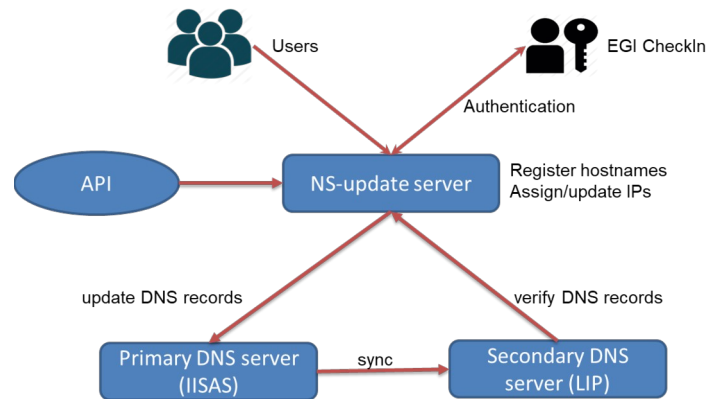 Users
EGI CheckIn
Authentication
API
NS-update server
Register hostnames
Assign/update IPs
update DNS records
verify DNS records
Primary DNS server
(IISAS)
sync
Secondary DNS
server (LIP)